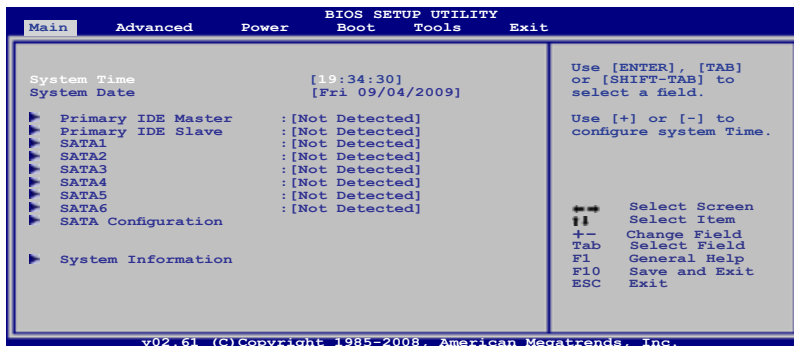 BIOS SETUP UTILITY
Main Advanced Power Boot Tools Exit
System Time [19:34:30]
System Date [Fri 09/04/2009]
Primary IDE Master :[Not Detected]
Primary IDE Slave :[Not Detected]
SATA1 :[Not Detected]
SATA2 :[Not Detected]
SATA3 :[Not Detected]
SATA4 :[Not Detected]
SATA5 :[Not Detected]
SATA6 :[Not Detected]
SATA Configuration
System Information
Use [ENTER], [TAB]
or [SHIFT-TAB] to
select a field.
Use [+] or [-] to
configure system Time.
←→ Select Screen
↑↓ Select Item
+- Change Field
Tab Select Field
F1 General Help
F10 Save and Exit
ESC Exit
v02.61 (C)Copyright 1985-2008, American Megatrends, Inc.